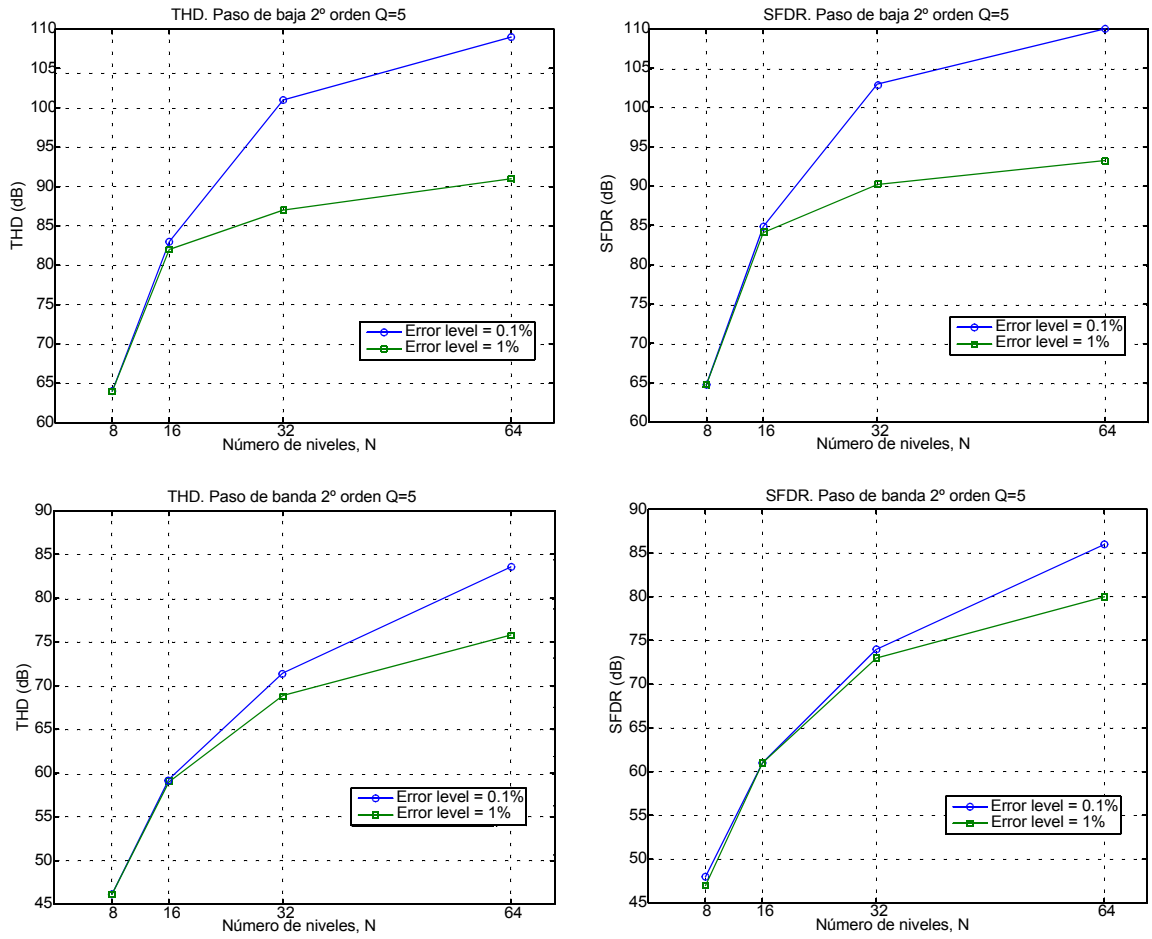 THD. Paso de baja 2º orden Q=5
110
105
100
95
90
85
80
75
70
65
60
THD (dB)
8
16
32
64
Número de niveles, N
Error level = 0.1%
Error level = 1%
SFDR. Paso de baja 2º orden Q=5
110
105
100
95
90
85
80
75
70
65
60
SFDR (dB)
8
16
32
64
Número de niveles, N
Error level = 0.1%
Error level = 1%
THD. Paso de banda 2º orden Q=5
90
85
80
75
70
65
60
55
50
45
THD (dB)
8
16
32
64
Número de niveles, N
Error level = 0.1%
Error level = 1%
SFDR. Paso de banda 2º orden Q=5
90
85
80
75
70
65
60
55
50
45
SFDR (dB)
8
16
32
64
Número de niveles, N
Error level = 0.1%
Error level = 1%